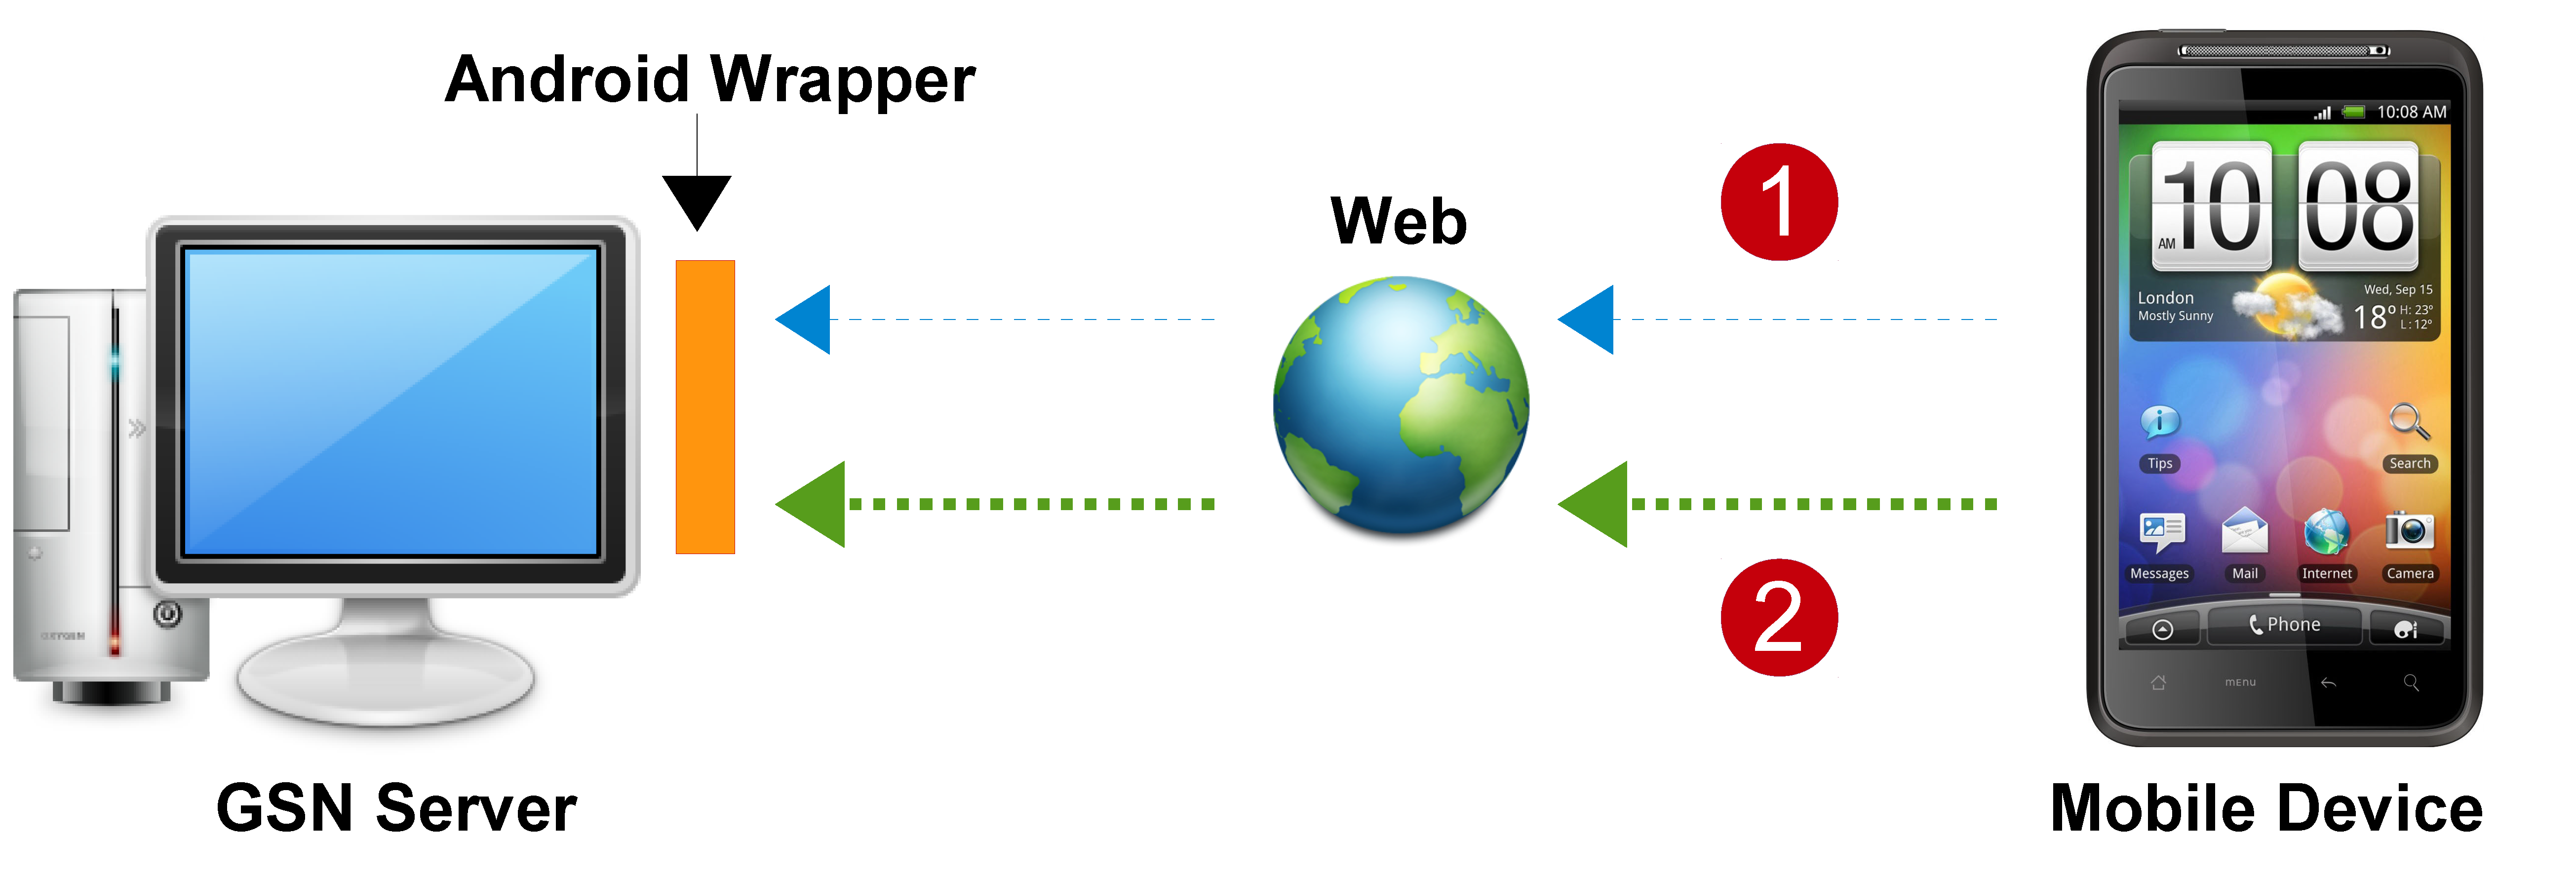 Android Wrapper
Web
1
2
GSN Server
Mobile Device
10:08 AM
10 08
AM
London
Mostly Sunny
Wed, Sep 15
18° H: 23°
L: 12°
Tips
Search
Messages Mail Internet Camera
Phone
MENU
OXYGEN